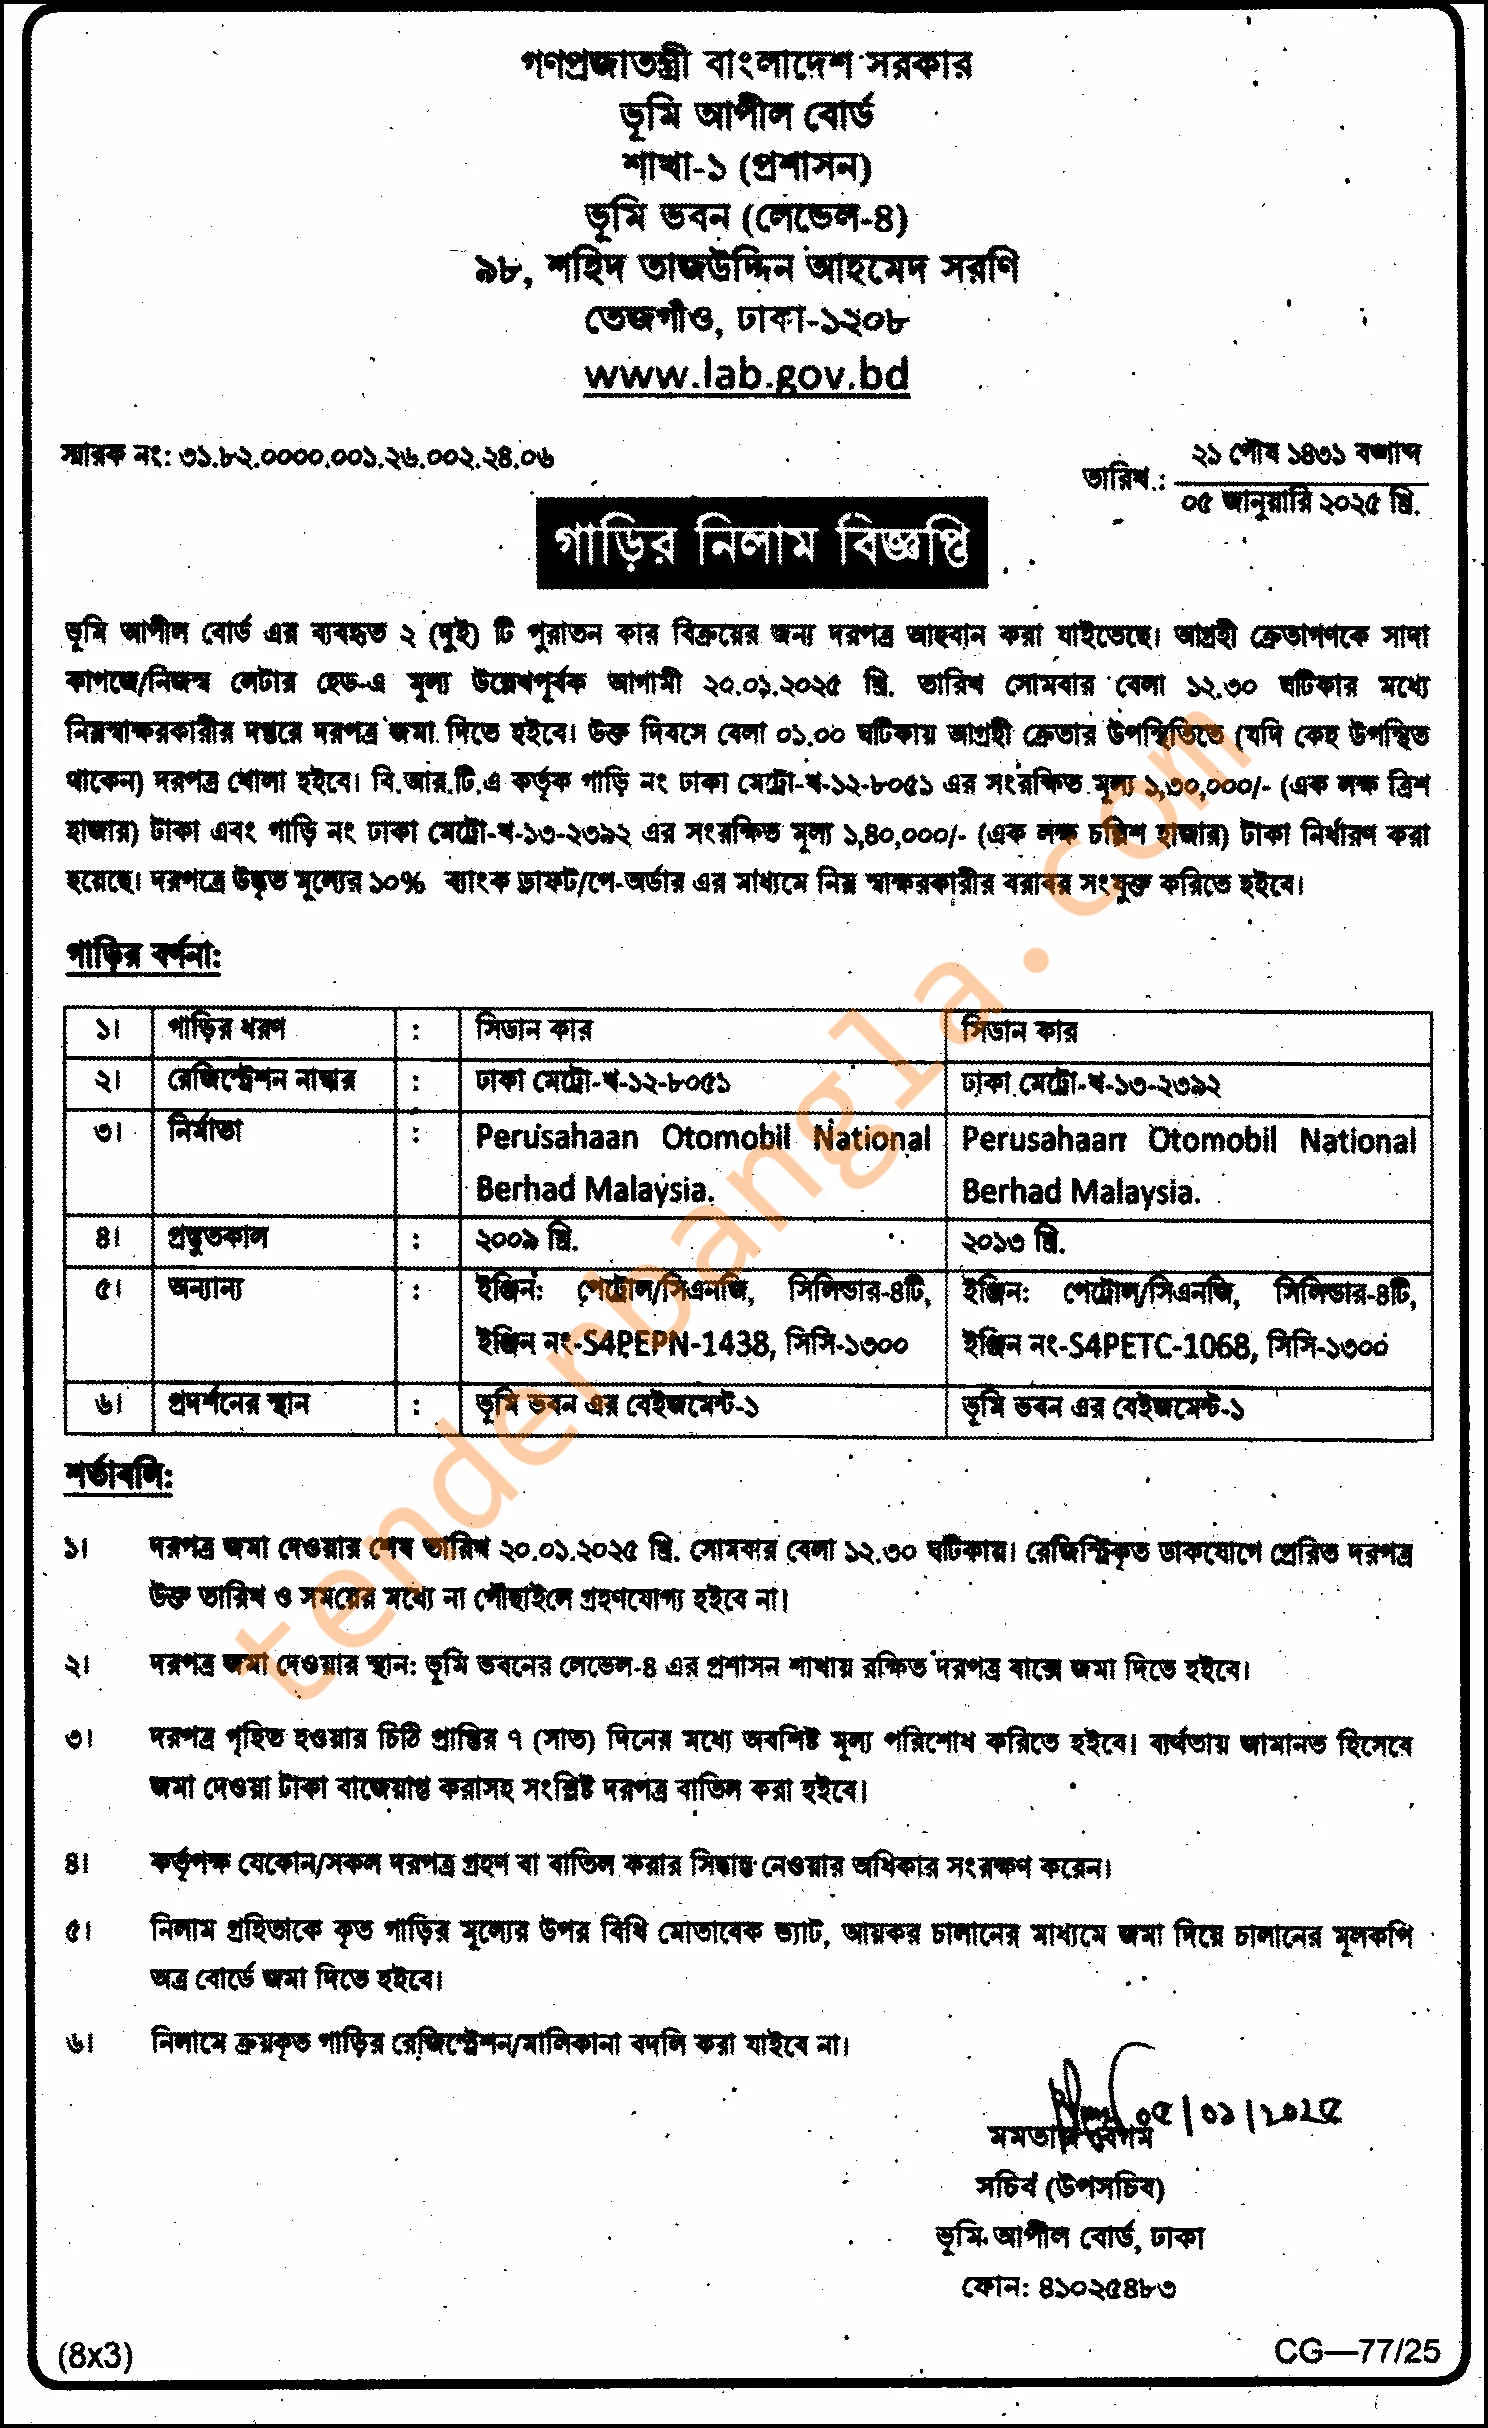 গণপ্রজাতন্ত্রী বাংলাদেশ সরকার
ভূমি আপীল বোর্ড
শাখা-১ (প্রশাসন)
ভূমি ভবন (লেভেল-৪)
৯৮, শহিদ তাজউদ্দিন আহমেদ সরণি
তেজগাঁও, ঢাকা-১২০৮
www.lab.gov.bd
স্মারক নং: ৩১.৮২.০০০০.০০১.২৬.০০২.২৪.০৬
তারিখ : ২১ পৌষ ১৪৩১ বঙ্গাব্দ
০৫ জানুয়ারি ২০২৫ খ্রি.
গাড়ির নিলাম বিজ্ঞপ্তি
ভূমি আপীল বোর্ড এর ব্যবহৃত ২ (দুই) টি পুরাতন কার বিক্রয়ের জন্য দরপত্র আহবান করা যাইতেছে। আগ্রহী ক্রেতাগণকে সাদা
কাগজে/নিজস্ব লেটার হেড-এ মূল্য উল্লেখপূর্বক আগামী ২০.০১.২০২৫ খ্রি. তারিখ সোমবার বেলা ১২.৩০ ঘটিকার মধ্যে
নিম্নস্বাক্ষরকারীর দপ্তরে দরপত্র জমা দিতে হইবে। উক্ত দিবসে বেলা ০১.০০ ঘটিকায় আগ্রহী ক্রেতার উপস্থিতিতে (যদি কেহ উপস্থিত
থাকেন) দরপত্র খোলা হইবে। বি.আর.টি.এ কর্তৃক গাড়ি নং ঢাকা মেট্রো-খ-১২-৮০৫১ এর সংরক্ষিত মূল্য ১,৩০,০০০/- (এক লক্ষ ত্রিশ
হাজার) টাকা এবং গাড়ি নং ঢাকা মেট্রো-খ-১৩-২৩৯২ এর সংরক্ষিত মূল্য ১,৪০,০০০/- (এক লক্ষ চল্লিশ হাজার) টাকা নির্ধারণ করা
হয়েছে। দরপত্রে উদ্ধৃত মূল্যের ১০% ব্যাংক ড্রাফট/পে-অর্ডার এর মাধ্যমে নিম্ন স্বাক্ষরকারীর বরাবর সংযুক্ত করিতে হইবে।
গাড়ির বর্ণনা:
১। গাড়ির ধরণ : সিডান কার সিডান কার
২। রেজিস্ট্রেশন নাম্বার : ঢাকা মেট্রো-খ-১২-৮০৫১ ঢাকা মেট্রো-খ-১৩-২৩৯২
৩। নির্মাতা : Perusahaan Otomobil National Perusahaan Otomobil National
Berhad Malaysia. Berhad Malaysia.
৪। প্রস্তুতকাল : ২০০৯ খ্রি. ২০১৩ খ্রি.
৫। অন্যান্য : ইঞ্জিন: পেট্রোল/সিএনজি, সিলিন্ডার-৪টি, ইঞ্জিন: পেট্রোল/সিএনজি, সিলিন্ডার-৪টি,
ইঞ্জিন নং-S4PEPN-1438, সিসি-১৩০০ ইঞ্জিন নং-S4PETC-1068, সিসি-১৩০০
৬। প্রদর্শনের স্থান : ভূমি ভবন এর বেইজমেন্ট-১ ভূমি ভবন এর বেইজমেন্ট-১
শর্তাবলি:
১। দরপত্র জমা দেওয়ার শেষ তারিখ ২০.০১.২০২৫ খ্রি. সোমবার বেলা ১২.৩০ ঘটিকায়। রেজিস্ট্রিকৃত ডাকযোগে প্রেরিত দরপত্র
উক্ত তারিখ ও সময়ের মধ্যে না পৌছাইলে গ্রহণযোগ্য হইবে না।
২। দরপত্র জমা দেওয়ার স্থান: ভূমি ভবনের লেভেল-৪ এর প্রশাসন শাখায় রক্ষিত দরপত্র বাক্সে জমা দিতে হইবে।
৩। দরপত্র গৃহিত হওয়ার চিঠি প্রাপ্তির ৭ (সাত) দিনের মধ্যে অবশিষ্ট মূল্য পরিশোধ করিতে হইবে। ব্যর্থতায় জামানত হিসেবে
জমা দেওয়া টাকা বাজেয়াপ্ত করাসহ সংশ্লিষ্ট দরপত্র বাতিল করা হইবে।
৪। কর্তৃপক্ষ যেকোন/সকল দরপত্র গ্রহণ বা বাতিল করার সিদ্ধান্ত নেওয়ার অধিকার সংরক্ষণ করেন।
৫। নিলাম গ্রহিতাকে কৃত গাড়ির মূল্যের উপর বিধি মোতাবেক ভ্যাট, আয়কর চালানের মাধ্যমে জমা দিয়ে চালানের মূলকপি
অত্র বোর্ডে জমা দিতে হইবে।
৬। নিলামে ক্রয়কৃত গাড়ির রেজিস্ট্রেশন/মালিকানা বদলি করা যাইবে না।
০৫/০১/২০২৫
মমতাজ বেগম
সচিব (উপসচিব)
ভূমি আপীল বোর্ড, ঢাকা
ফোন: ৪১০২৫৪৮৩
(8x3)
CG—77/25
tenderbangla.com